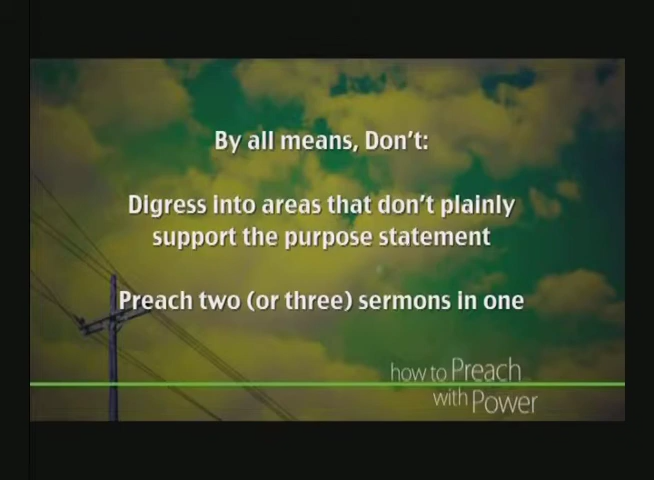 By all means, Don't:
Digress into areas that don't plainly
support the purpose statement
Preach two (or three) sermons in one
how to Preach
with Power